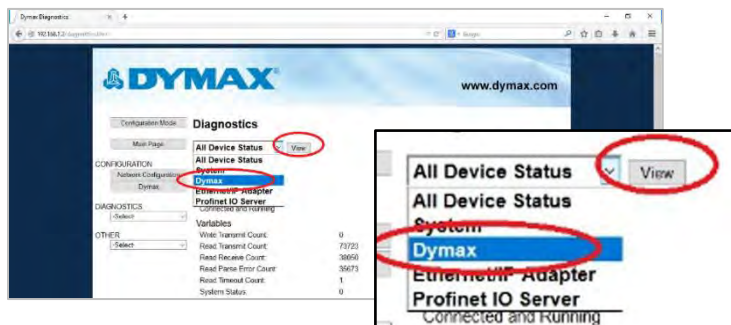 Dymax Diagnostics
DYMAX
www.dymax.com
Configuration Mode
Diagnostics
Main Page
All Device Status
View
CONFIGURATION
Network Configuration
Dymax
DIAGNOSTICS
-Select-
OTHER
-Select-
All Device Status
System
Dymax
Ethernet/IP Adapter
Profinet IO Server
Connected and Running
Variables
Write Transmit Count: 0
Read Transmit Count: 73723
Read Receive Count: 38050
Read Parse Error Count: 35673
Read Timeout Count: 1
System Status: 0
All Device Status
View
All Device Status
System
Dymax
Ethernet/IP Adapter
Profinet IO Server
Connected and Running